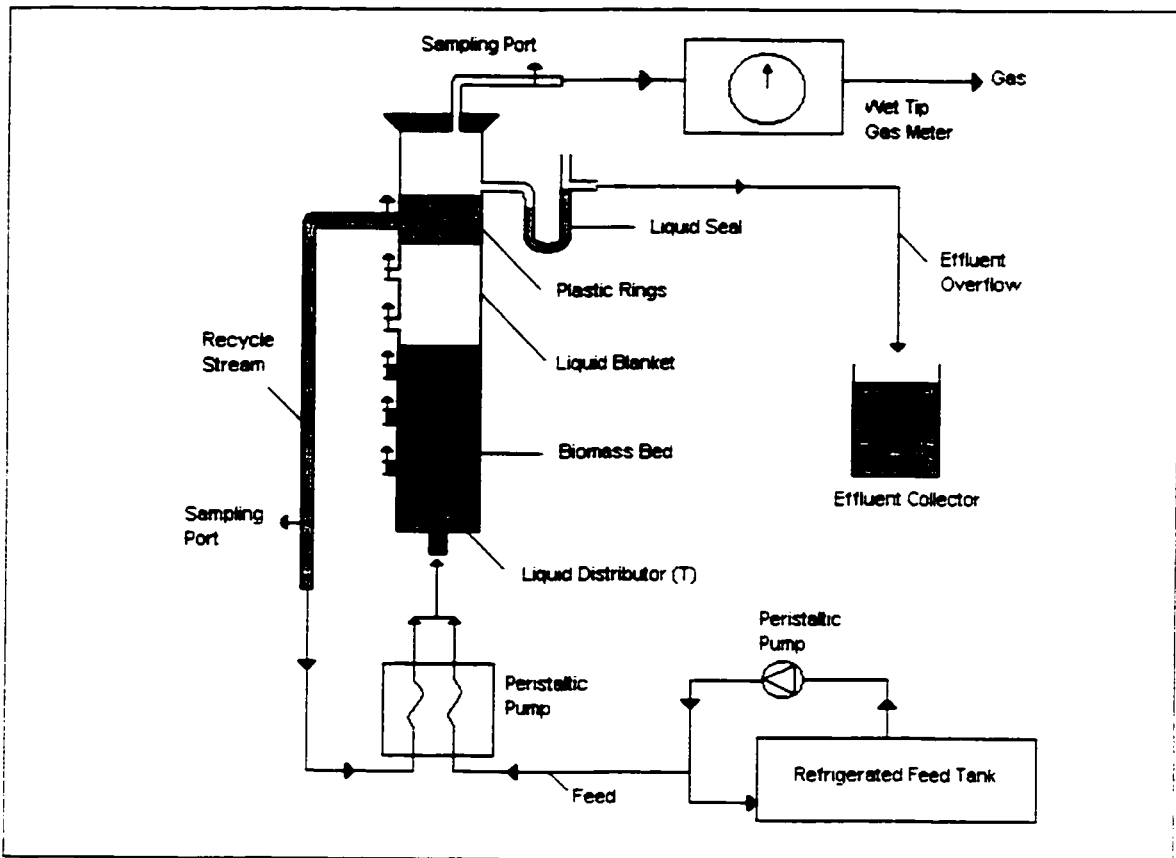 Sampling Port
Gas
Wet Tip
Gas Meter
Liquid Seal
Effluent
Overflow
Plastic Rings
Recycle
Stream
Liquid Blanket
Biomass Bed
Effluent Collector
Sampling
Port
Liquid Distributor (T)
Peristaltic
Pump
Peristaltic
Pump
Refrigerated Feed Tank
Feed